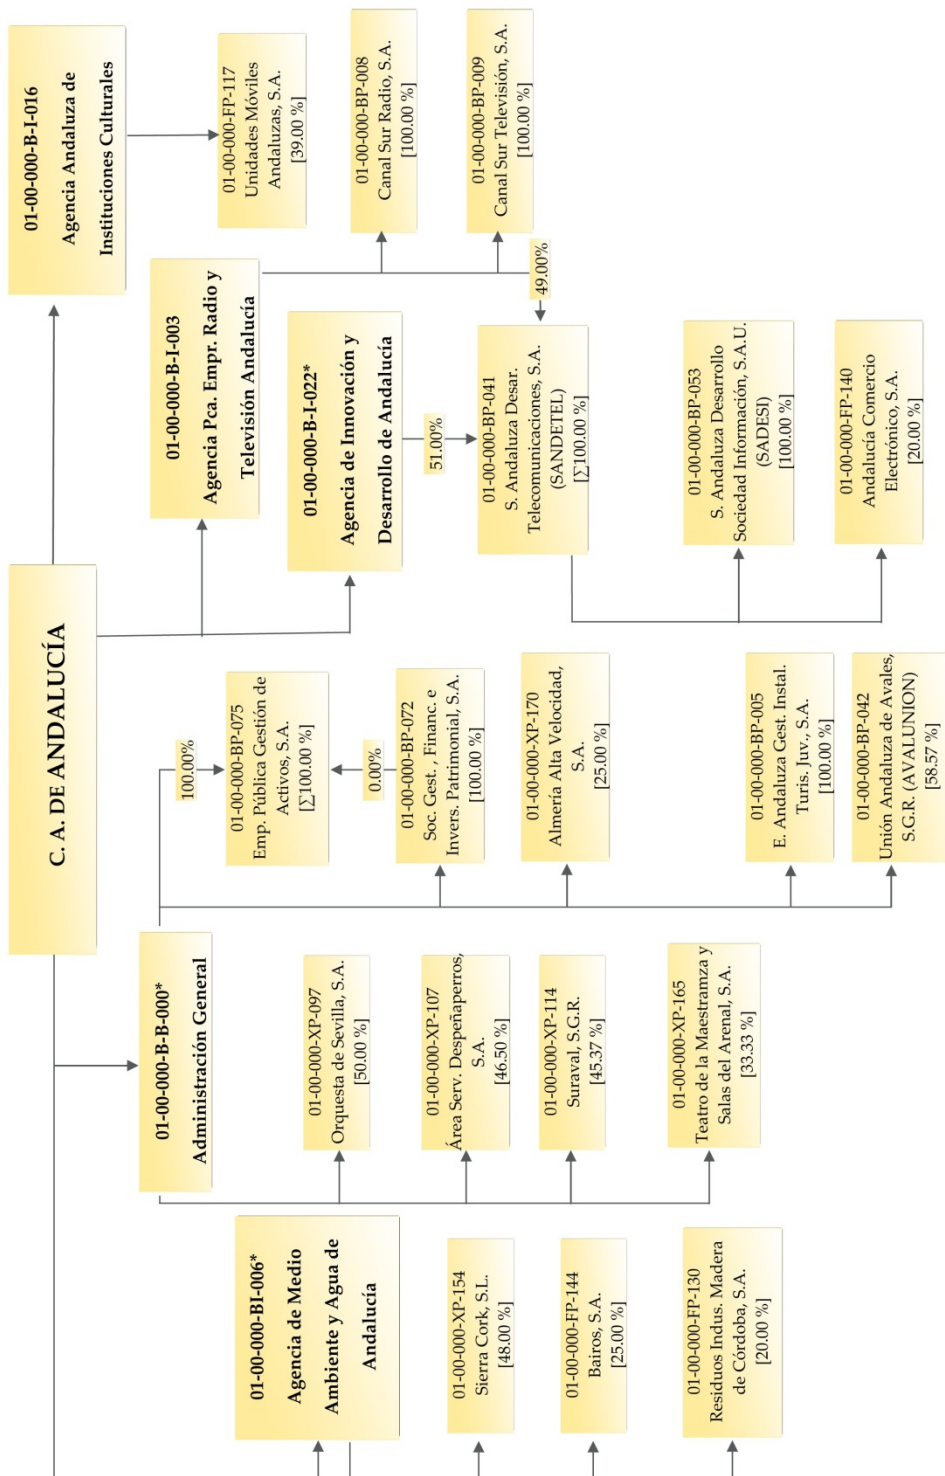 C. A. DE ANDALUCÍA
01-00-000-BI-006*
Agencia de Medio
Ambiente y Agua de
Andalucía
01-00-000-XP-154
Sierra Cork, S.L.
[48.00 %]
01-00-000-FP-144
Bairos, S.A.
[25.00 %]
01-00-000-FP-130
Residuos Indus. Madera
de Córdoba, S.A.
[20.00 %]
01-00-000-B-B-000*
Administración General
01-00-000-XP-097
Orquesta de Sevilla, S.A.
[50.00 %]
01-00-000-XP-107
Área Serv. Despeñaperros,
S.A.
[46.50 %]
01-00-000-XP-114
Suraval, S.G.R.
[45.37 %]
01-00-000-XP-165
Teatro de la Maestramza y
Salas del Arenal, S.A.
[33.33 %]
100.00%
01-00-000-BP-075
Emp. Pública Gestión de
Activos, S.A.
[∑100.00 %]
0.00%
01-00-000-BP-072
Soc. Gest. , Financ. e
Invers. Patrimonial, S.A.
[100.00 %]
01-00-000-XP-170
Almería Alta Velocidad,
S.A.
[25.00 %]
01-00-000-BP-005
E. Andaluza Gest. Instal.
Turis. Juv., S.A.
[100.00 %]
01-00-000-BP-042
Unión Andaluza de Avales,
S.G.R. (AVALUNION)
[58.57 %]
01-00-000-B-I-022*
Agencia de Innovación y
Desarrollo de Andalucía
51.00%
01-00-000-BP-041
S. Andaluza Desar.
Telecomunicaciones, S.A.
(SANDETEL)
[∑100.00 %]
01-00-000-BP-053
S. Andaluza Desarrollo
Sociedad Información, S.A.U.
(SADESI)
[100.00 %]
01-00-000-FP-140
Andalucía Comercio
Electrónico, S.A.
[20.00 %]
01-00-000-B-I-003
Agencia Pca. Empr. Radio y
Televisión Andalucía
49.00%
01-00-000-BP-008
Canal Sur Radio, S.A.
[100.00 %]
01-00-000-BP-009
Canal Sur Televisión, S.A.
[100.00 %]
01-00-000-B-I-016
Agencia Andaluza de
Instituciones Culturales
01-00-000-FP-117
Unidades Móviles
Andaluzas, S.A.
[39.00 %]